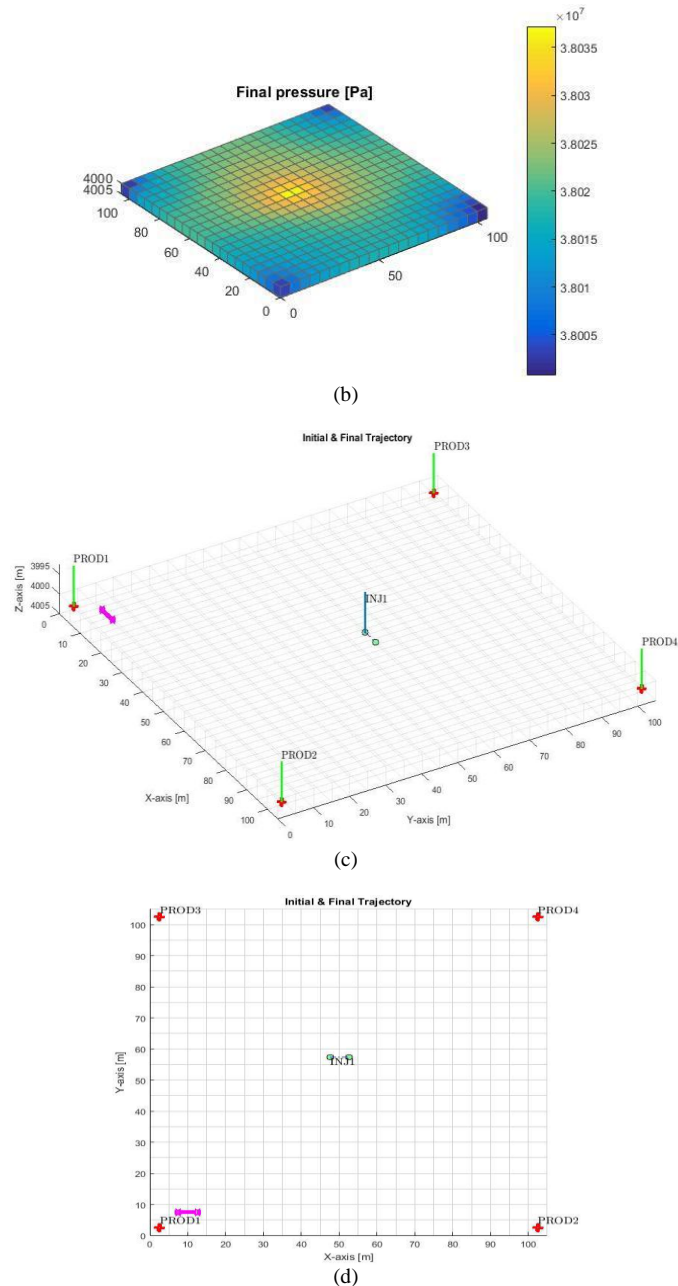 ×10⁷
Final pressure [Pa]
3.8035
3.803
3.8025
3.802
3.8015
3.801
3.8005
4000
4005
100
80
60
40
20
0
0
50
100
(b)
Initial & Final Trajectory
PROD3
PROD1
INJ1
PROD4
PROD2
Z-axis [m]
3995
4000
4005
0
10
20
30
40
50
60
70
80
90
100
X-axis [m]
0
10
20
30
40
50
60
70
80
90
100
Y-axis [m]
(c)
Initial & Final Trajectory
PROD3
PROD4
INJ1
PROD1
PROD2
100
90
80
70
60
50
40
30
20
10
0
Y-axis [m]
0 10 20 30 40 50 60 70 80 90 100
X-axis [m]
(d)